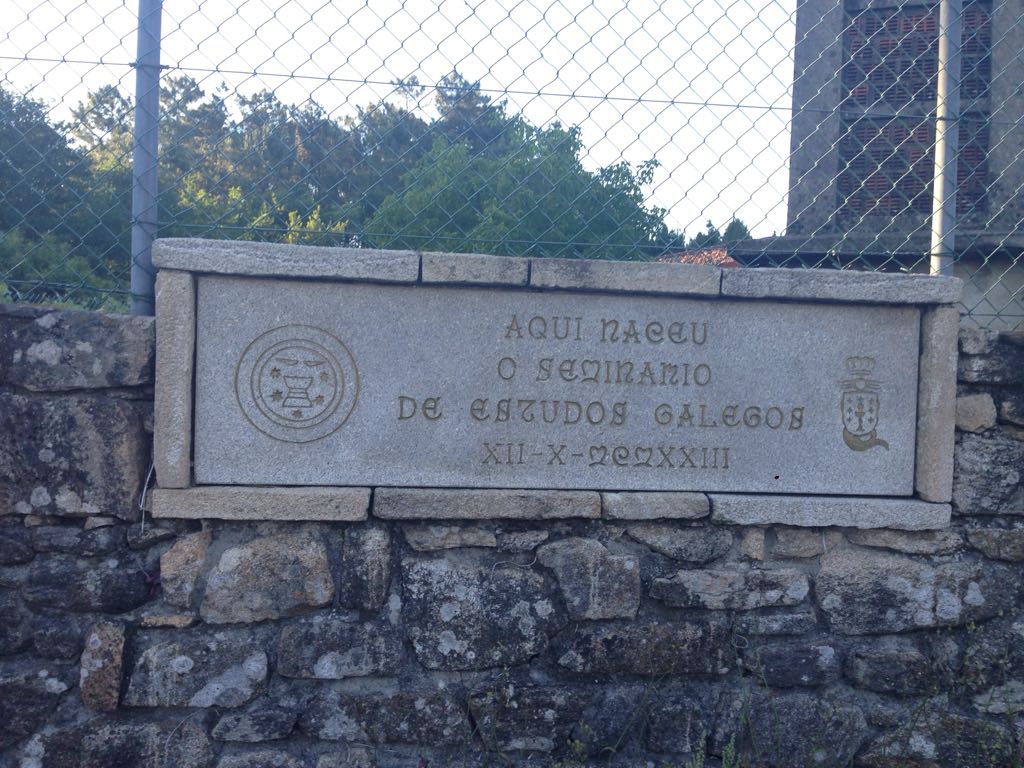 AQUI NACEU
O SEMINARIO
DE ESTUDOS GALEGOS
XII-X-MCMXXIII